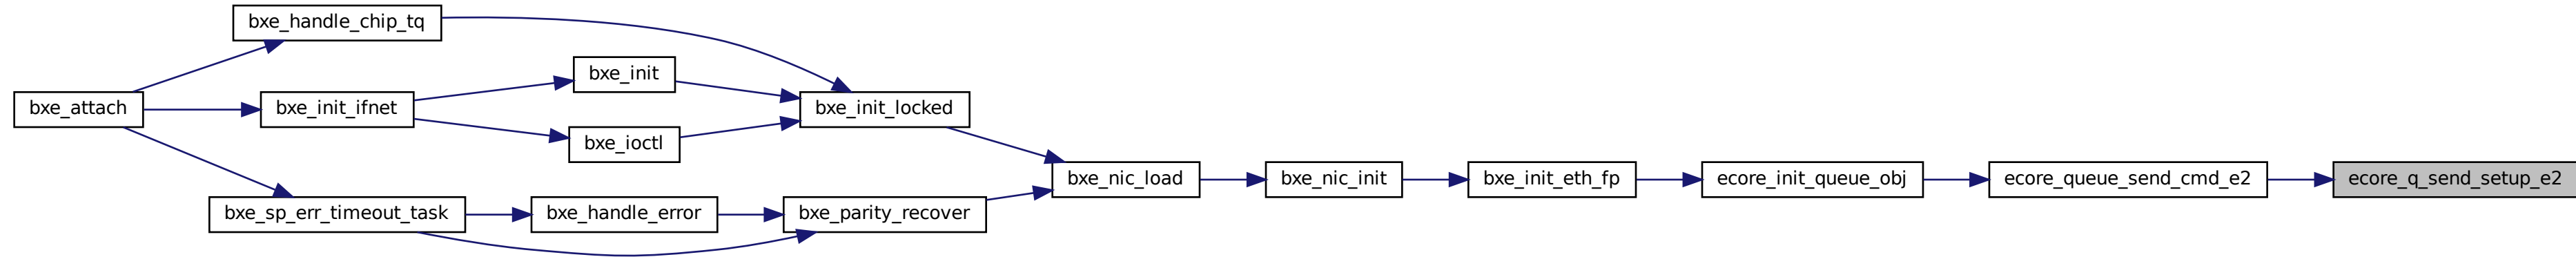 bxe_handle_chip_tq
bxe_init
bxe_attach
bxe_init_ifnet
bxe_init_locked
bxe_ioctl
bxe_nic_load
bxe_nic_init
bxe_init_eth_fp
ecore_init_queue_obj
ecore_queue_send_cmd_e2
ecore_q_send_setup_e2
bxe_sp_err_timeout_task
bxe_handle_error
bxe_parity_recover